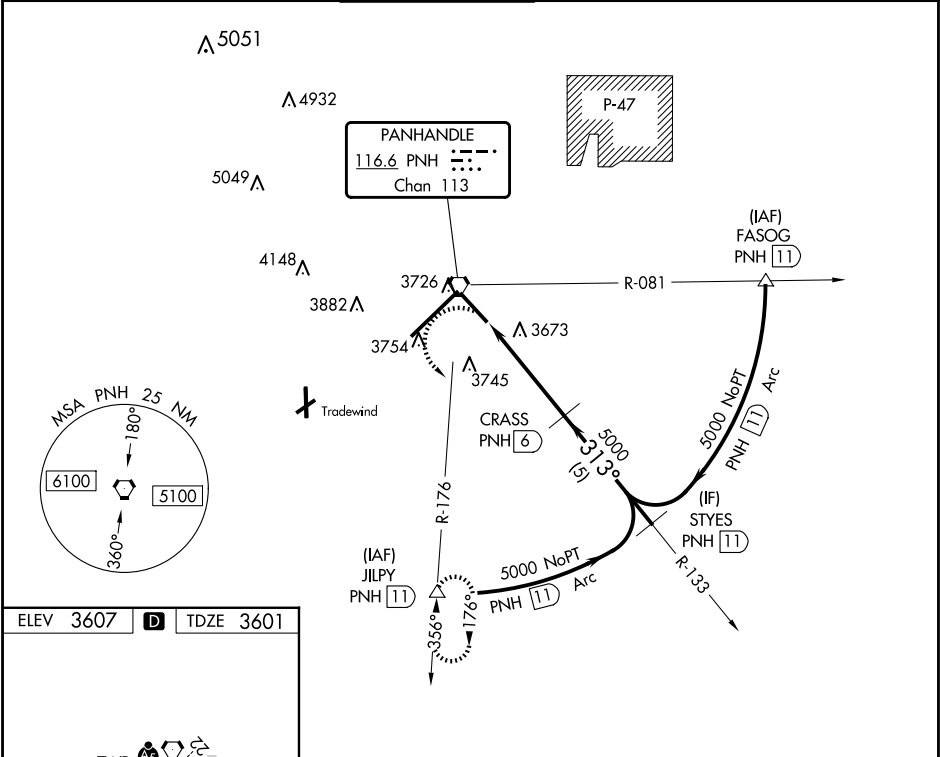 5051
4932
P-47
PANHANDLE
116.6 PNH
Chan 113
5049
(IAF)
FASOG
PNH 11
4148
3726
R-081
3882
3673
3754
3745
Tradewind
CRASS
PNH 6
5000
313°
(5)
5000 NoPT
PNH 11 Arc
MSA PNH 25 NM
180°
6100
5100
360°
R-176
(IF)
STYES
PNH 11
R-133
(IAF)
JILPY
PNH 11
5000 NoPT
PNH 11 Arc
356°
176°
ELEV 3607 D TDZE 3601
22